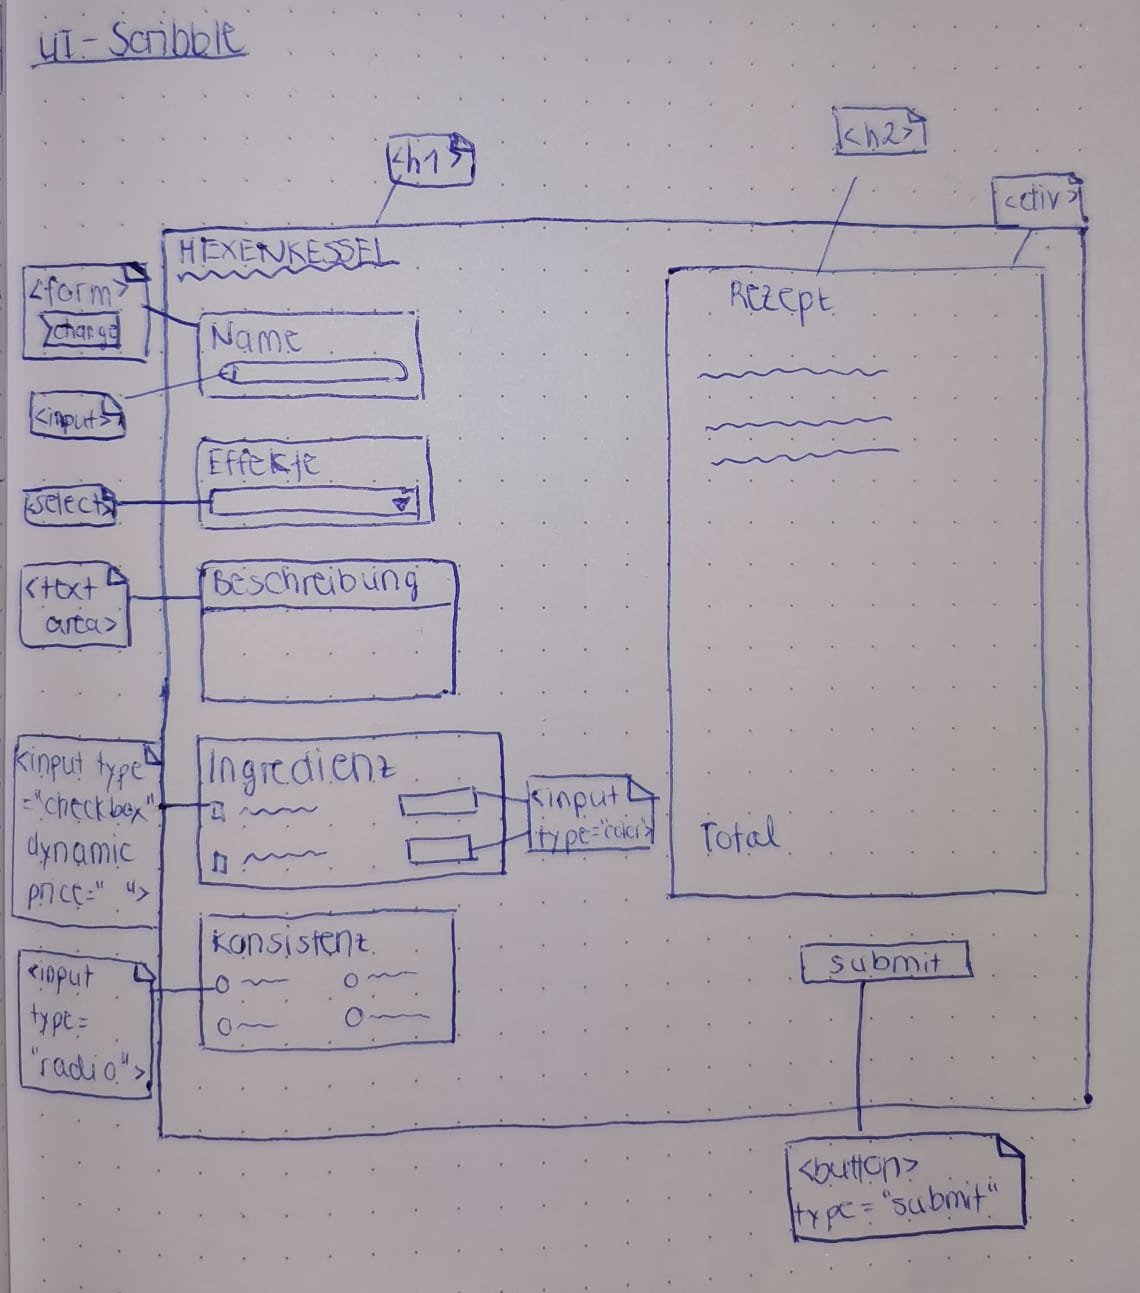 UI-Scribble
<h1>
<h2>
<div>
HEXENKESSEL
<form>
change
Rezept
Name
<input>
Effekte
<select>
Beschreibung
<text
area>
Ingredienz
<input type
="checkbox"
dynamic
price=" ">
<input
type="color">
Total
Konsistenz
<input
type=
"radio">
submit
<button>
type="submit"